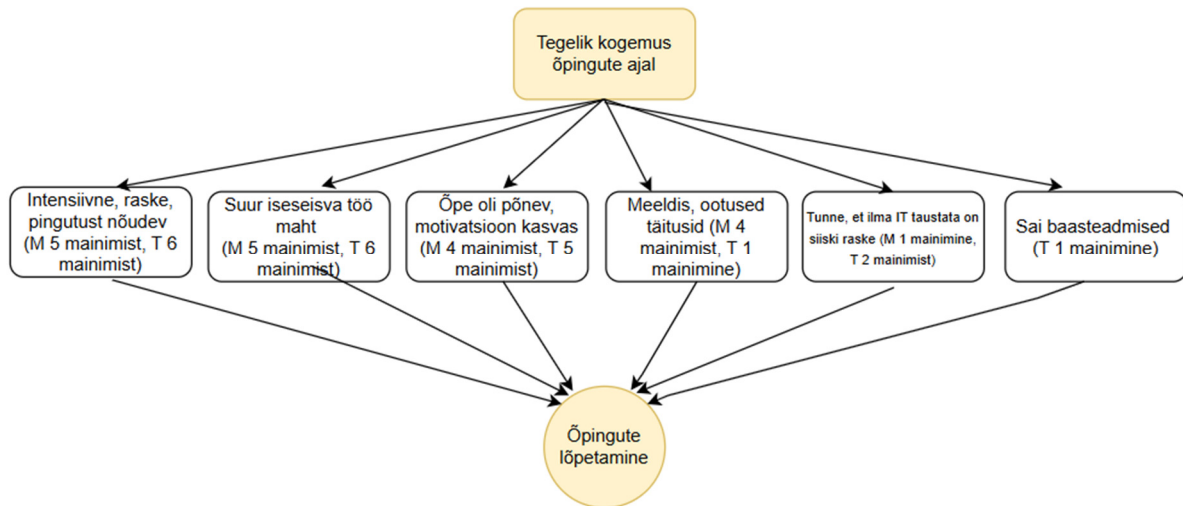 Tegelik kogemus
õpingute ajal
Intensiivne, raske,
pingutust nõudev
(M 5 mainimist, T 6
mainimist)
Suur iseseisva töö
maht
(M 5 mainimist, T 6
mainimist)
Õpe oli põnev,
motivatsioon kasvas
(M 4 mainimist, T 5
mainimist)
Meeldis, ootused
täitusid (M 4
mainimist, T 1
mainimine)
Tunne, et ilma IT taustata on
siiski raske (M 1 mainimine,
T 2 mainimist)
Sai baasteadmised
(T 1 mainimine)
Õpingute
lõpetamine